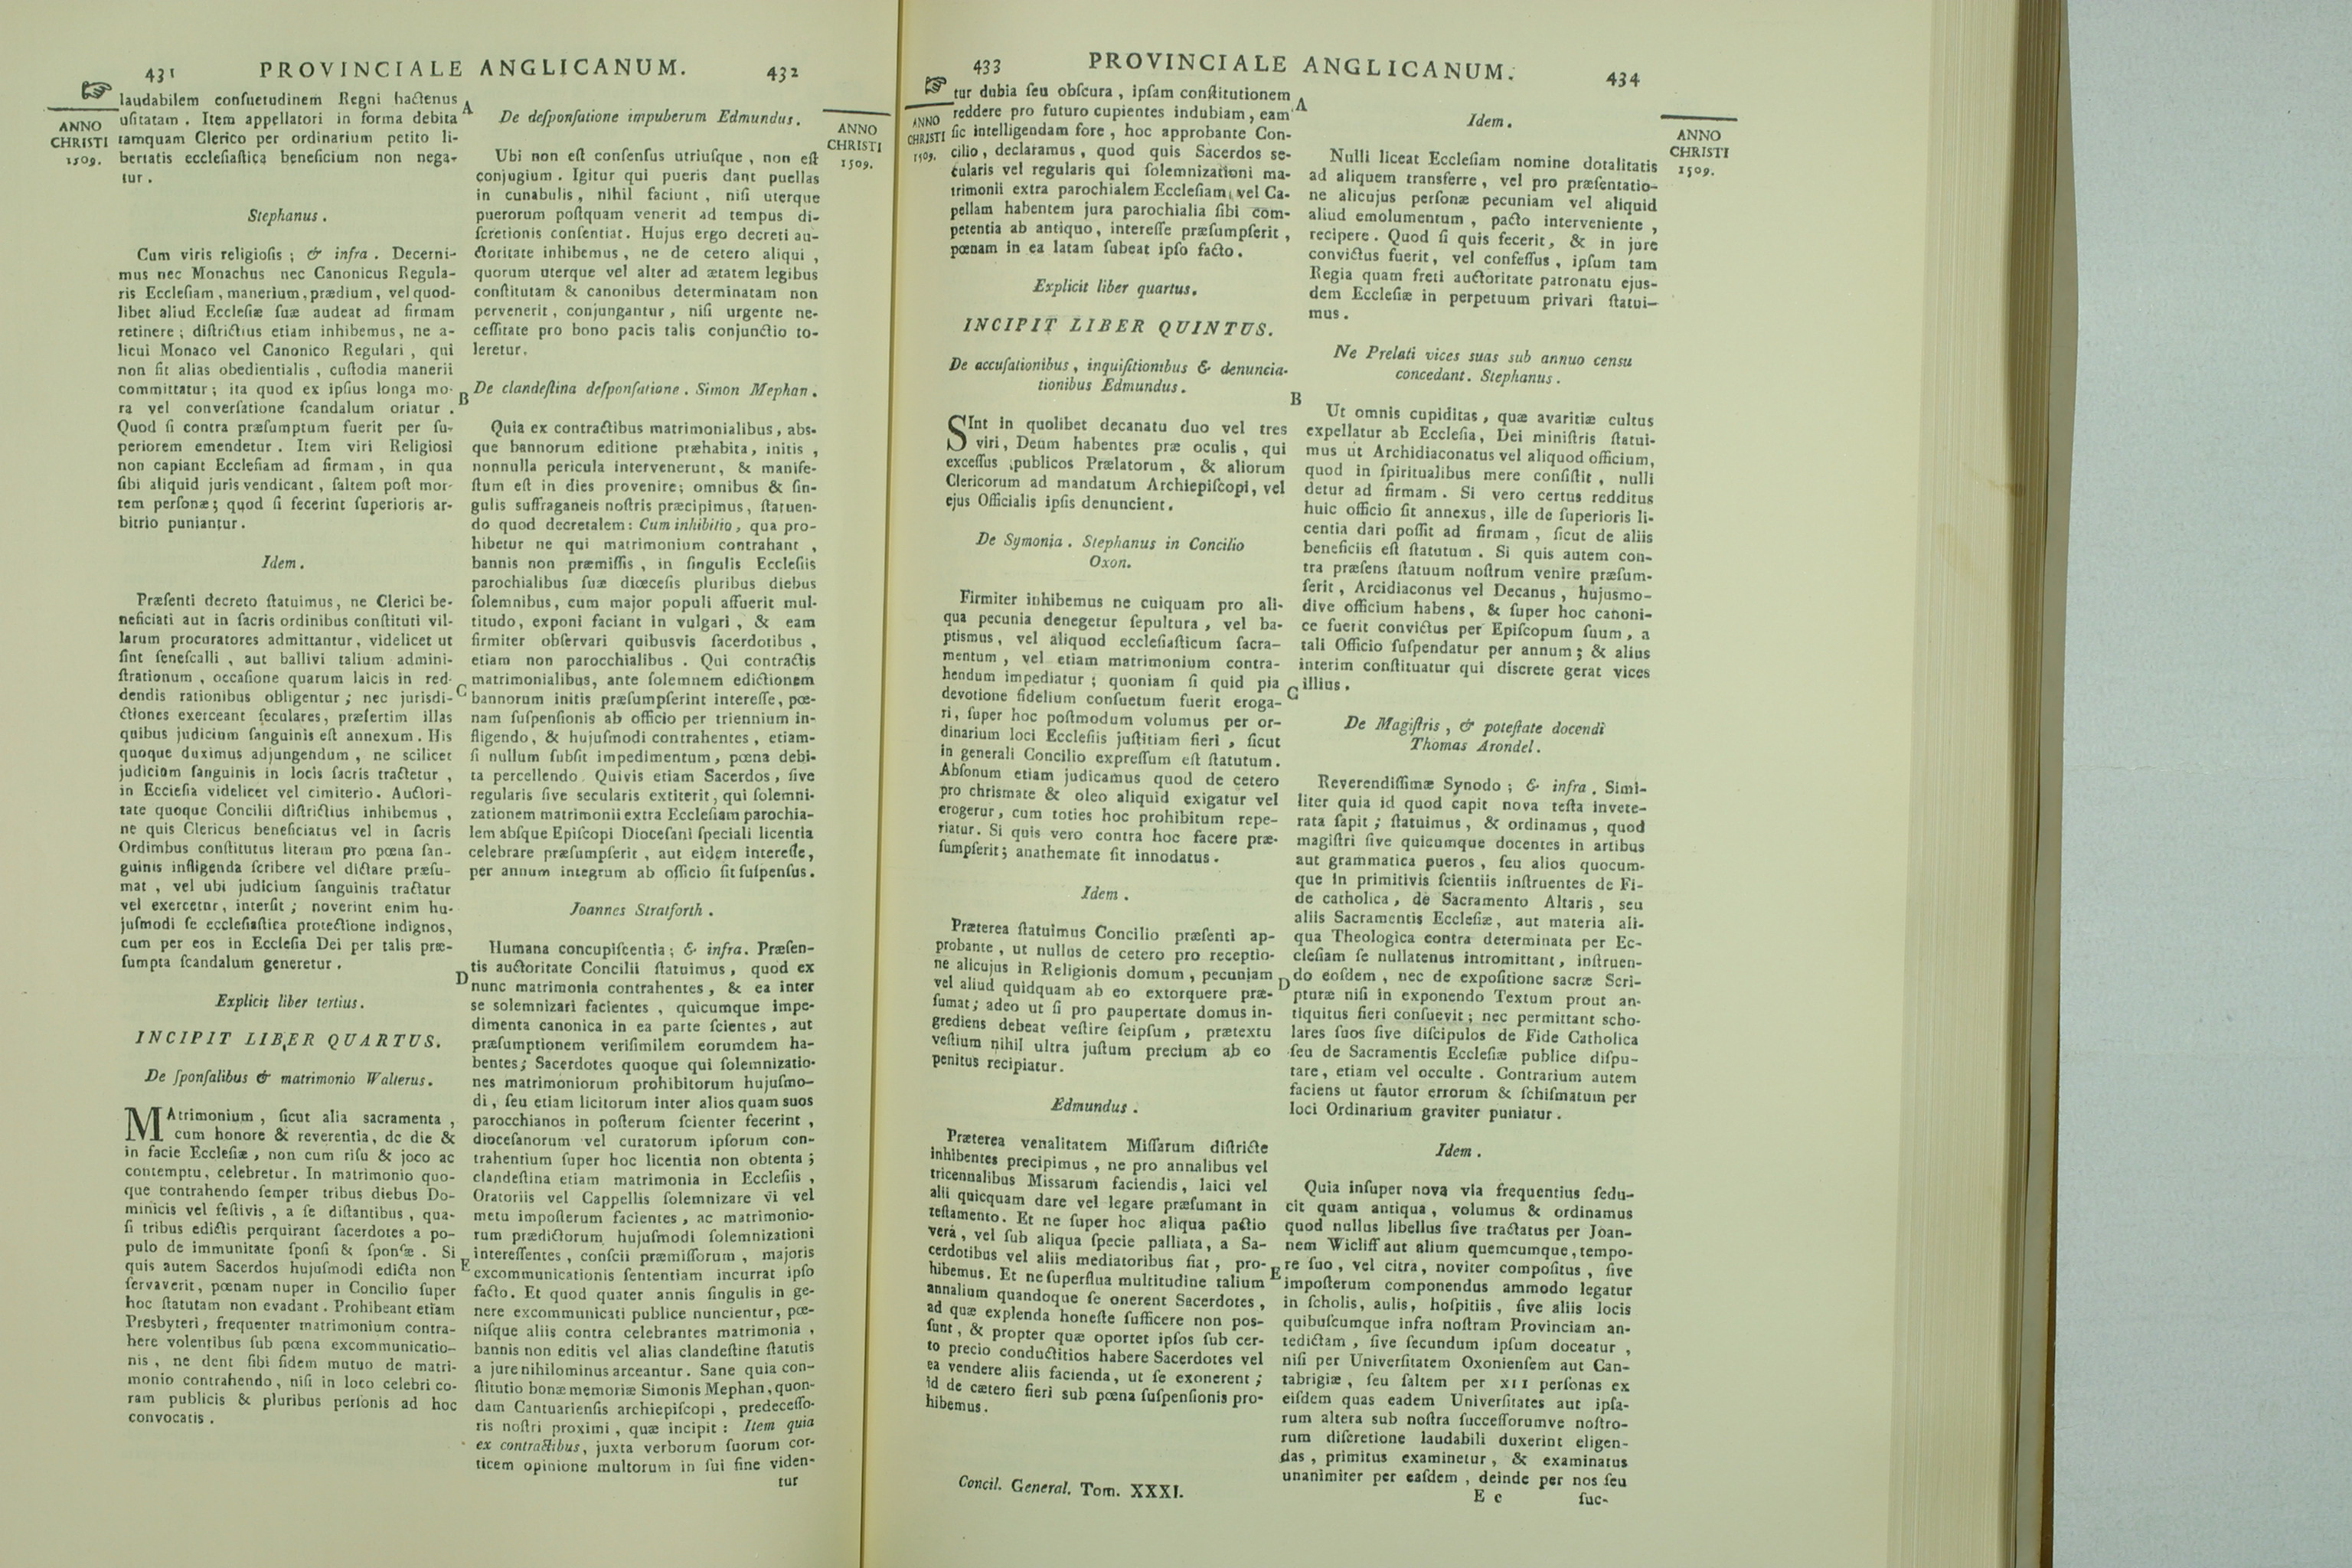 431 PROVINCIALE ANGLICANUM. 432
ANNO
CHRISTI
1509.
laudabilem conſuetudinem Regni hactenus
uſitatam. Item appellatori in forma debita
tamquam Clerico per ordinarium petito li-
bertatis eccleſiaſtica beneficium non nega-
tur.
Stephanus.
Cum viris religioſis; & infra. Decerni-
mus nec Monachus nec Canonicus Regula-
ris Eccleſiam, manerium, prædium, vel quod-
libet aliud Eccleſiæ ſuæ audeat ad firmam
retinere; diſtrictius etiam inhibemus, ne a-
licui Monaco vel Canonico Regulari, qui
non ſit alias obedientialis, cuſtodia manerii
committatur; ita quod ex ipſius longa mo-
ra vel converſatione ſcandalum oriatur.
Quod ſi contra præſumptum fuerit per ſu-
periorem emendetur. Item viri Religioſi
non capiant Eccleſiam ad firmam, in qua
ſibi aliquid juris vendicant, ſaltem poſt mor-
tem perſonæ; quod ſi fecerint ſuperioris ar-
bitrio puniantur.
Idem.
Præſenti decreto ſtatuimus, ne Clerici be-
neficiati aut in ſacris ordinibus conſtituti vil-
larum procuratores admittantur, videlicet ut
ſint ſeneſcalli, aut ballivi talium admini-
ſtrationum, occaſione quarum laicis in red-
dendis rationibus obligentur; nec jurisdi-
ctiones exerceant ſeculares, præſertim illas
quibus judicium ſanguinis eſt annexum. His
quoque duximus adjungendum, ne scilicet
judiciom ſanguinis in locis ſacris tractetur,
in Eccieſia videlicet vel cimiterio. Auctori-
tate quoque Concilii diſtrictius inhibemus,
ne quis Clericus beneficiatus vel in ſacris
Ordimbus conſtitutus literam pro pœna ſan-
guinis infligenda ſcribere vel dictare præſu-
mat, vel ubi judicium ſanguinis tractatur
vel exercetnr, interſit; noverint enim hu-
juſmodi ſe eccleſiaſtica protectione indignos,
cum per eos in Eccleſia Dei per talis præ-
ſumpta ſcandalum generetur.
Explicit liber tertius.
INCIPIT LIBER QUARTUS.
De ſponſalibus & matrimonio Walterus.
MAtrimonium, ſicut alia sacramenta,
cum honore & reverentia, de die &
in facie Eccleſiæ, non cum riſu & joco ac
contemptu, celebretur. In matrimonio quo-
que contrahendo ſemper tribus diebus Do-
minicis vel feſtivis, a ſe diſtantibus, qua-
ſi tribus edictis perquirant ſacerdotes a po-
pulo de immunitate ſponſi & ſponſæ. Si
quis autem Sacerdos hujuſmodi edicta non
ſervaverit, pœnam nuper in Concilio ſuper
hoc ſtatutam non evadant. Prohibeant etiam
Presbyteri, frequenter matrimonium contra-
here volentibus ſub pœna excommunicatio-
nis, ne dent ſibi fidem mutuo de matri-
monio contrahendo, niſi in loco celebri co-
ram publicis & pluribus perſonis ad hoc
convocatis.
A
B
C
D
E
De deſponſatione impuberum Edmundus.
ANNO
CHRISTI
1509.
Ubi non eſt conſenſus utriuſque, non eſt
conjugium. Igitur qui pueris dant puellas
in cunabulis, nihil faciunt, niſi uterque
puerorum poſtquam venerit ad tempus di-
ſcretionis conſentiat. Hujus ergo decreti au-
ctoritate inhibemus, ne de cetero aliqui,
quorum uterque vel alter ad ætatem legibus
conſtitutam & canonibus determinatam non
pervenerit, conjungantur, niſi urgente ne-
ceſſitate pro bono pacis talis conjunctio to-
leretur.
De clandeſtina deſponſatione. Simon Mephan.
Quia ex contractibus matrimonialibus, abs-
que bannorum editione præhabita, initis,
nonnulla pericula intervenerunt, & manife-
ſtum eſt in dies provenire; omnibus & ſin-
gulis suffraganeis noſtris præcipimus, ſtatuen-
do quod decretalem: Cum inhibitio, qua pro-
hibetur ne qui matrimonium contrahant,
bannis non præmiſſis, in ſingulis Eccleſiis
parochialibus ſuæ diœceſis pluribus diebus
ſolemnibus, cum major populi affuerit mul-
titudo, exponi faciant in vulgari, & eam
firmiter obſervari quibusvis ſacerdotibus,
etiam non parocchialibus. Qui contractis
matrimonialibus, ante ſolemnem edictionem
bannorum initis præſumpſerint intereſſe, pœ-
nam ſuſpenſionis ab officio per triennium in-
fligendo, & hujuſmodi contrahentes, etiam-
ſi nullum ſubſit impedimentum, pœna debi-
ta percellendo. Quivis etiam Sacerdos, ſive
regularis ſive secularis extiterit, qui ſolemni-
zationem matrimonii extra Eccleſiam parochia-
lem abſque Epiſcopi Dioceſani ſpeciali licentia
celebrare præſumpſerit, aut eidem intereſſe,
per annum integrum ab officio ſit ſuſpenſus.
Joannes Stratforth.
Humana concupiſcentia; & infra. Præſen-
tis auctoritate Concilii ſtatuimus, quod ex
nunc matrimonia contrahentes, & ea inter
se solemnizari facientes, quicumque impe-
dimenta canonica in ea parte ſcientes, aut
præſumptionem veriſimilem eorumdem ha-
bentes; Sacerdotes quoque qui ſolemnizatio-
nes matrimoniorum prohibitorum hujuſmo-
di, ſeu etiam licitorum inter alios quam suos
parocchianos in poſterum ſcienter fecerint,
dioceſanorum vel curatorum ipſorum con-
trahentium ſuper hoc licentia non obtenta;
clandeſtina etiam matrimonia in Eccleſiis,
Oratoriis vel Cappellis ſolemnizare vi vel
metu impoſterum facientes, ac matrimonio-
rum prædictorum hujuſmodi ſolemnizationi
intereſſentes, conſcii præmiſſorum, majoris
excommunicationis ſententiam incurrat ipſo
facto. Et quod quater annis ſingulis in ge-
nere excommunicati publice nuncientur, pœ-
niſque aliis contra celebrantes matrimonia,
bannis non editis vel alias clandeſtine ſtatutis
a jure nihilominus arceantur. Sane quia con-
ſtitutio bonæ memoriæ Simonis Mephan, quon-
dam Cantuarienſis archiepiſcopi, predeceſſo-
ris noſtri proximi, quæ incipit: Item quia
ex contractibus, juxta verborum ſuorum cor-
ticem opinione multorum in ſui fine viden-
tur
433 PROVINCIALE ANGLICANUM. 434
ANNO
CHRISTI
1509.
tur dubia ſeu obſcura, ipſam conſtitutionem
reddere pro futuro cupientes indubiam, eam
ſic intelligendam fore, hoc approbante Con-
cilio, declaramus, quod quis Sacerdos se-
cularis vel regularis qui ſolemnizationi ma-
trimonii extra parochialem Eccleſiam, vel Ca-
pellam habentem jura parochialia ſibi com-
petentia ab antiquo, intereſſe præſumpſerit,
pœnam in ea latam ſubeat ipſo facto.
Explicit liber quartus.
INCIPIT LIBER QUINTUS.
De accuſationibus, inquiſitionibus & denuncia-
tionibus Edmundus.
SInt in quolibet decanatu duo vel tres
viri, Deum habentes præ oculis, qui
exceſſus publicos Prælatorum, & aliorum
Clericorum ad mandatum Archiepiſcopi, vel
ejus Officialis ipſis denuncient.
De Symonia. Stephanus in Concilio
Oxon.
Firmiter inhibemus ne cuiquam pro ali-
qua pecunia denegetur ſepultura, vel ba-
ptismus, vel aliquod eccleſiaſticum ſacra-
mentum, vel etiam matrimonium contra-
hendum impediatur; quoniam ſi quid pia
devotione fidelium conſuetum fuerit eroga-
ri, ſuper hoc poſtmodum volumus per or-
dinarium loci Eccleſiis juſtitiam fieri, ſicut
in generali Concilio expreſſum eſt ſtatutum.
Abſonum etiam judicamus quod de cetero
pro chrismate & oleo aliquid exigatur vel
erogerur, cum toties hoc prohibitum repe-
riatur. Si quis vero contra hoc facere præ-
ſumpſerit; anathemate ſit innodatus.
Idem.
Præterea ſtatuimus Concilio præſenti ap-
probante, ut nullus de cetero pro receptio-
ne alicujus in Religionis domum, pecuniam
vel aliud quidquam ab eo extorquere præ-
ſumat; adeo ut ſi pro paupertate domus in-
grediens debeat veſtire ſeipſum, prætextu
veſtium nihil ultra juſtum precium ab eo
penitus recipiatur.
Edmundus.
Præterea venalitatem Miſſarum diſtricte
inhibentes precipimus, ne pro annalibus vel
tricennalibus Miſſarum faciendis, laici vel
alii quicquam dare vel legare præſumant in
teſtamento. Et ne ſuper hoc aliqua pactio
vera, vel ſub aliqua ſpecie palliata, a Sa-
cerdotibus vel aliis mediatoribus fiat, pro-
hibemus. Et ne ſuperflua multitudine talium
annalium quandoque ſe onerent Sacerdotes,
ad quæ explenda honeſte ſufficere non poſ-
ſunt, & propter quæ oportet ipſos ſub cer-
to precio conductitios habere Sacerdotes vel
ea vendere aliis facienda, ut ſe exonerent;
id de cætero fieri sub pœna ſuſpenſionis pro-
hibemus.
Concil. General. Tom. XXXI.
A
B
C
D
E
Idem.
ANNO
CHRISTI
1509.
Nulli liceat Eccleſiam nomine dotalitatis
ad aliquem transferre, vel pro præſentatio-
ne alicujus perſonæ pecuniam vel aliquid
aliud emolumentum, pacto interveniente,
recipere. Quod ſi quis fecerit, & in jure
convictus fuerit, vel confeſſus, ipſum tam
Regia quam freti auctoritate patronatu ejus-
dem Eccleſiæ in perpetuum privari ſtatui-
mus.
Ne Prelati vices suas sub annuo censu
concedant. Stephanus.
Ut omnis cupiditas, quæ avaritiæ cultus
expellatur ab Eccleſia, Dei miniſtris ſtatui-
mus ut Archidiaconatus vel aliquod officium,
quod in ſpiritualibus mere conſiſtit, nulli
detur ad firmam. Si vero certus redditus
huic officio ſit annexus, ille de ſuperioris li-
centia dari poſſit ad firmam, ſicut de aliis
beneficiis eſt ſtatutum. Si quis autem con-
tra præſens ſtatuum noſtrum venire præſum-
ſerit, Arcidiaconus vel Decanus, hujusmo-
dive officium habens, & ſuper hoc canoni-
ce fuerit convictus per Epiſcopum ſuum, a
tali Officio ſuſpendatur per annum; & alius
interim conſtituatur qui discrete gerat vices
illius.
De Magiſtris, & poteſtate docendi
Thomas Arondel.
Reverendiſſimæ Synodo; & infra. Simi-
liter quia id quod capit nova teſta invete-
rata ſapit; ſtatuimus, & ordinamus, quod
magiſtri ſive quicumque docentes in artibus
aut grammatica pueros, ſeu alios quocum-
que in primitivis ſcientiis inſtruentes de Fi-
de catholica, de Sacramento Altaris, seu
aliis Sacramentis Eccleſiæ, aut materia ali-
qua Theologica contra determinata per Ec-
cleſiam ſe nullatenus intromittant, inſtruen-
do eoſdem, nec de expoſitione sacræ Scri-
pturæ niſi in exponendo Textum prout an-
tiquitus fieri conſuevit; nec permittant scho-
lares ſuos ſive diſcipulos de Fide Catholica
ſeu de Sacramentis Eccleſiæ publice diſpu-
tare, etiam vel occulte. Contrarium autem
faciens ut fautor errorum & ſchiſmatum per
loci Ordinarium graviter puniatur.
Idem.
Quia inſuper nova via frequentius ſedu-
cit quam antiqua, volumus & ordinamus
quod nullus libellus ſive tractatus per Joan-
nem Wicliff aut alium quemcumque, tempo-
re ſuo, vel citra, noviter compoſitus, ſive
impoſterum componendus ammodo legatur
in ſcholis, aulis, hoſpitiis, ſive aliis locis
quibuſcumque infra noſtram Provinciam an-
tedictam, ſive ſecundum ipſum doceatur,
niſi per Univerſitatem Oxonienſem aut Can-
tabrigiæ, ſeu ſaltem per XII perſonas ex
eiſdem quas eadem Univerſitates aut ipſa-
rum altera sub noſtra ſucceſſorumve noſtro-
rum diſcretione laudabili duxerint eligen-
das, primitus examinetur, & examinatus
unanimiter per eaſdem, deinde per nos ſeu
E e ſuc-